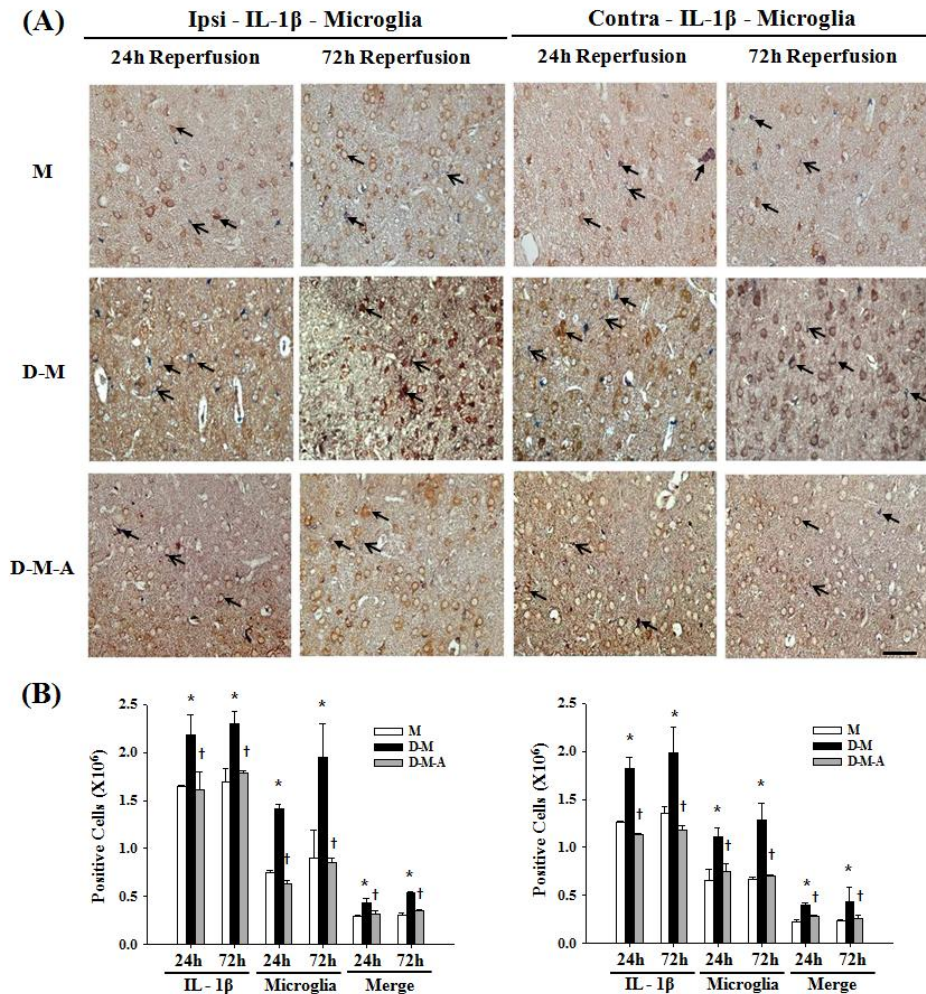 (A)
Ipsi - IL-1β - Microglia
Contra - IL-1β - Microglia
24h Reperfusion
72h Reperfusion
24h Reperfusion
72h Reperfusion
M
D-M
D-M-A
(B)
Positive Cells (X10⁶)
2.5
2.0
1.5
1.0
0.5
0.0
* * * * * *
† † † † † †
M
D-M
D-M-A
24h 72h 24h 72h 24h 72h
IL - 1β Microglia Merge
Positive Cells (X10⁶)
2.5
2.0
1.5
1.0
0.5
0.0
* * * * * *
† † † † † †
M
D-M
D-M-A
24h 72h 24h 72h 24h 72h
IL - 1β Microglia Merge